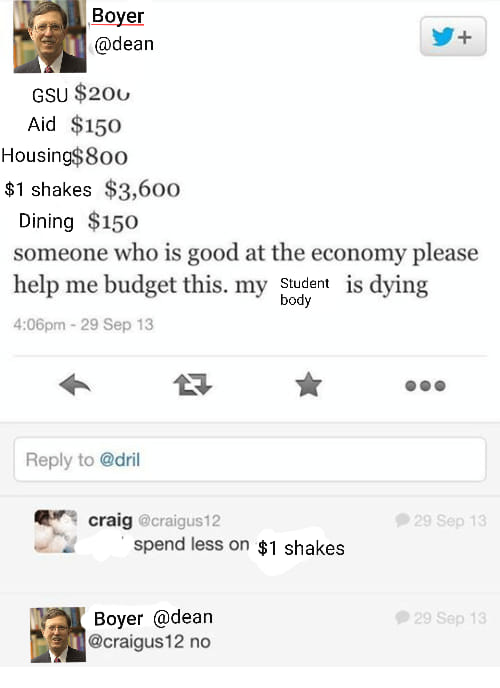 Boyer
@dean
GSU $200
Aid $150
Housing$800
$1 shakes $3,600
Dining $150
someone who is good at the economy please
help me budget this. my Student body is dying
4:06pm - 29 Sep 13
Reply to @dril
craig @craigus12 29 Sep 13
spend less on $1 shakes
Boyer @dean 29 Sep 13
@craigus12 no